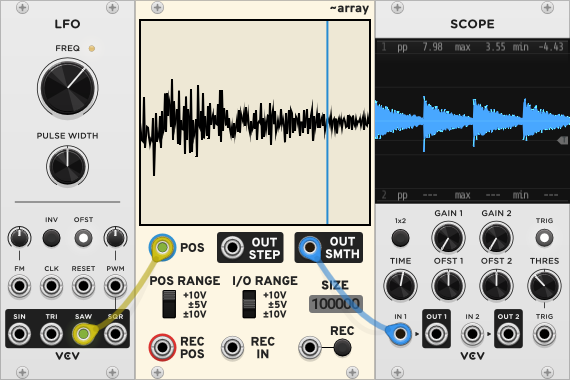 LFO
FREQ
PULSE WIDTH
INV OFST
FM CLK RESET PWM
SIN TRI SAW SQR
VCV
~array
POS
OUT STEP
OUT SMTH
POS RANGE
+10V
±5V
±10V
I/O RANGE
+10V
±5V
±10V
SIZE
100000
REC POS
REC IN
REC
SCOPE
1 pp 7.98 max 3.55 min -4.43
2 pp --- max --- min ---
1x2 GAIN 1 GAIN 2 TRIG
TIME OFST 1 OFST 2 THRES
IN 1 OUT 1 IN 2 OUT 2 TRIG
VCV